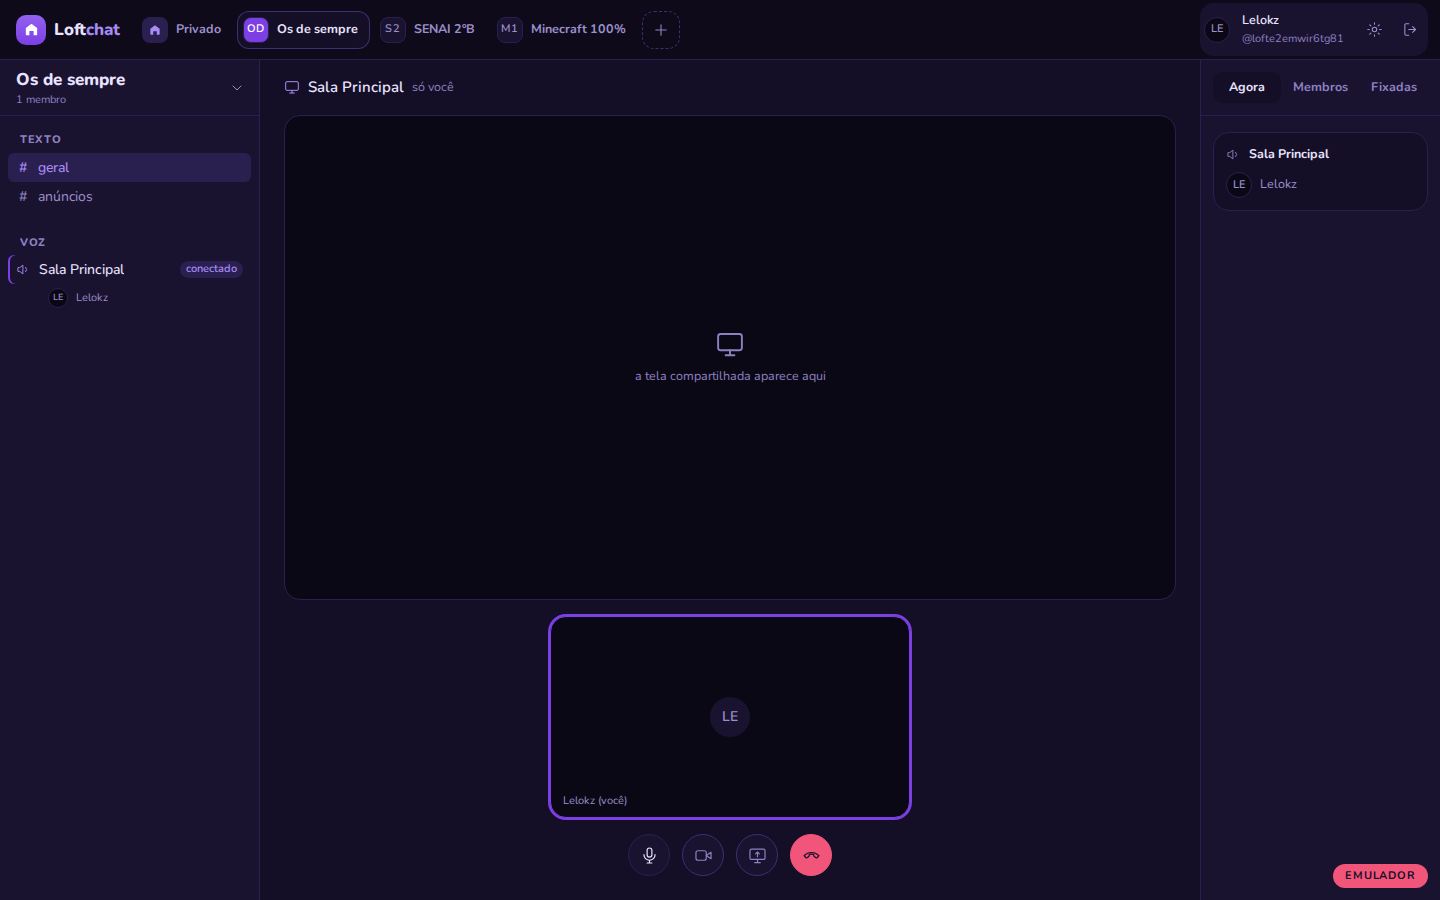 Loftchat
Privado
OD Os de sempre
S2 SENAI 2ºB
M1 Minecraft 100%
LE Lelokz
@lofte2emwir6tg81
Os de sempre
1 membro
TEXTO
# geral
# anúncios
VOZ
Sala Principal conectado
LE Lelokz
Sala Principal só você
a tela compartilhada aparece aqui
LE
Lelokz (você)
Agora Membros Fixadas
Sala Principal
LE Lelokz
EMULADOR